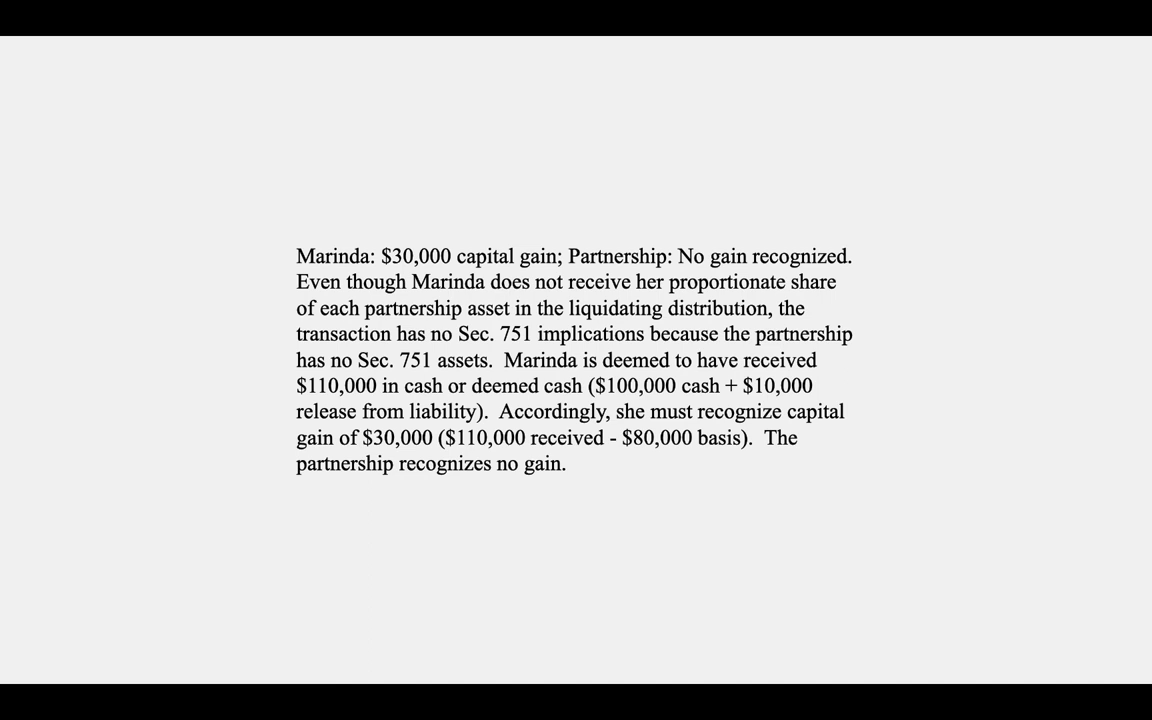 Marinda: $30,000 capital gain; Partnership: No gain recognized.
Even though Marinda does not receive her proportionate share
of each partnership asset in the liquidating distribution, the
transaction has no Sec. 751 implications because the partnership
has no Sec. 751 assets.  Marinda is deemed to have received
$110,000 in cash or deemed cash ($100,000 cash + $10,000
release from liability).  Accordingly, she must recognize capital
gain of $30,000 ($110,000 received - $80,000 basis).  The
partnership recognizes no gain.